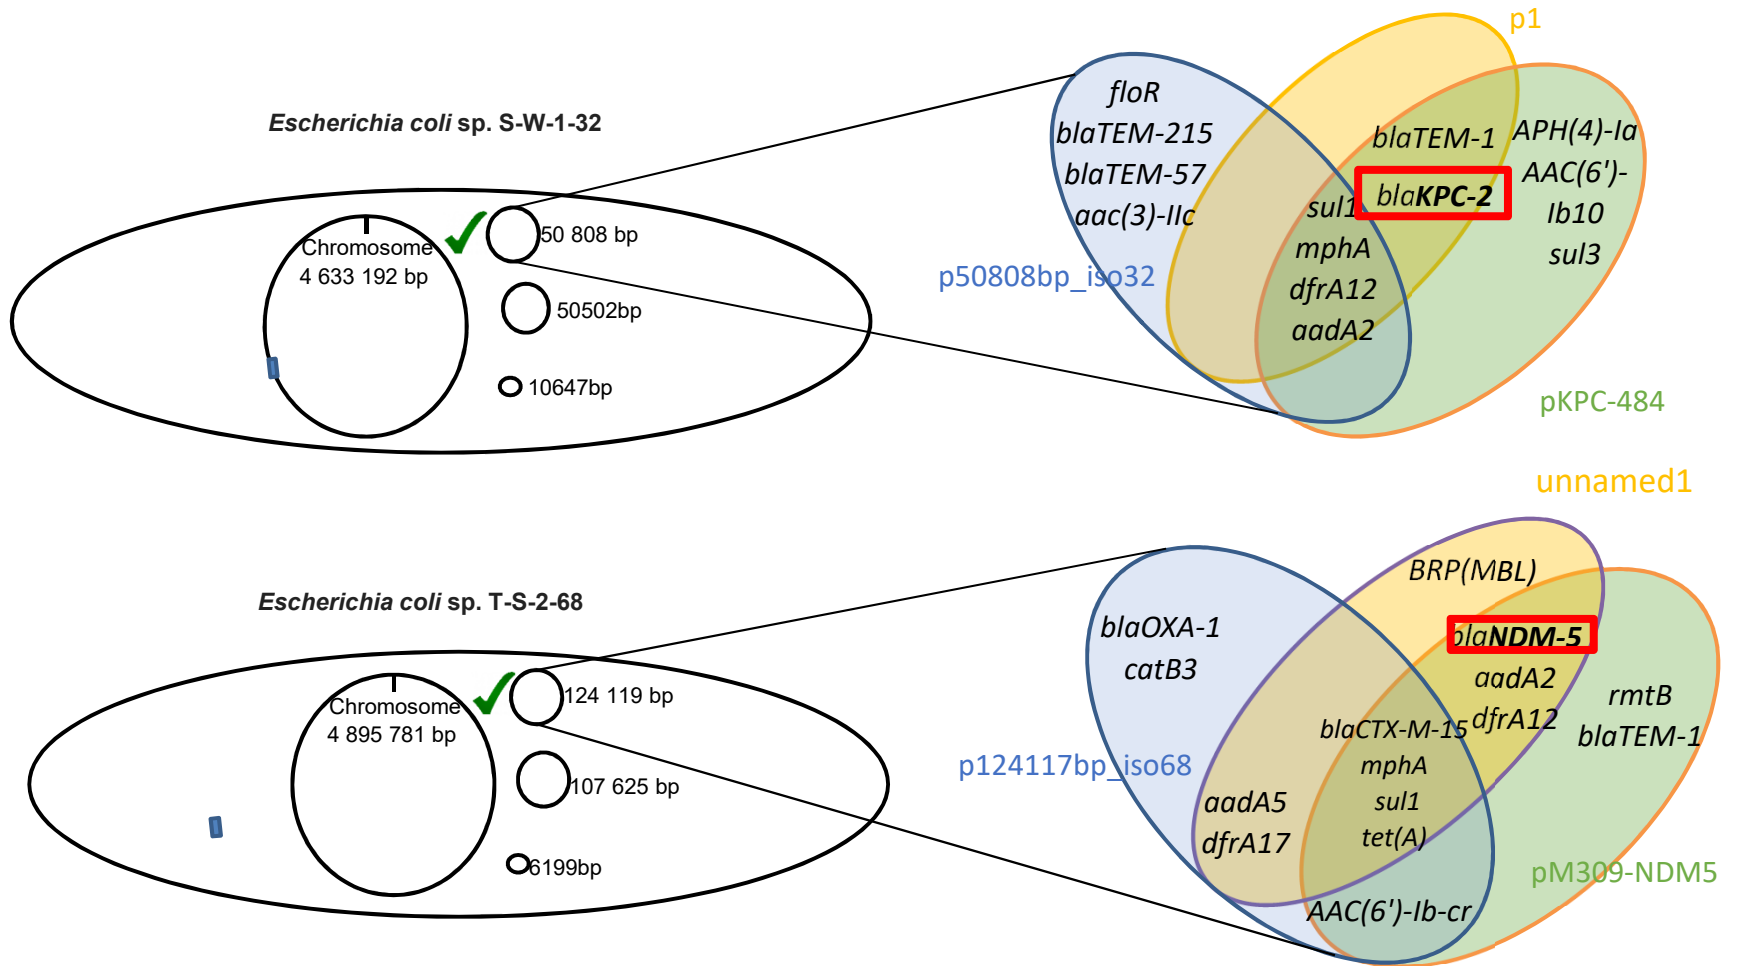 p1
Escherichia coli sp. S-W-1-32
Chromosome
4 633 192 bp
50 808 bp
50502bp
10647bp
floR
blaTEM-215
blaTEM-57
aac(3)-IIc
p50808bp_iso32
blaTEM-1
blaKPC-2
sul1
mphA
dfrA12
aadA2
APH(4)-Ia
AAC(6')-
Ib10
sul3
pKPC-484
unnamed1
Escherichia coli sp. T-S-2-68
Chromosome
4 895 781 bp
124 119 bp
107 625 bp
6199bp
blaOXA-1
catB3
p124117bp_iso68
BRP(MBL)
blaNDM-5
aadA2
dfrA12
rmtB
blaTEM-1
blaCTX-M-15
mphA
sul1
tet(A)
aadA5
dfrA17
AAC(6')-Ib-cr
pM309-NDM5